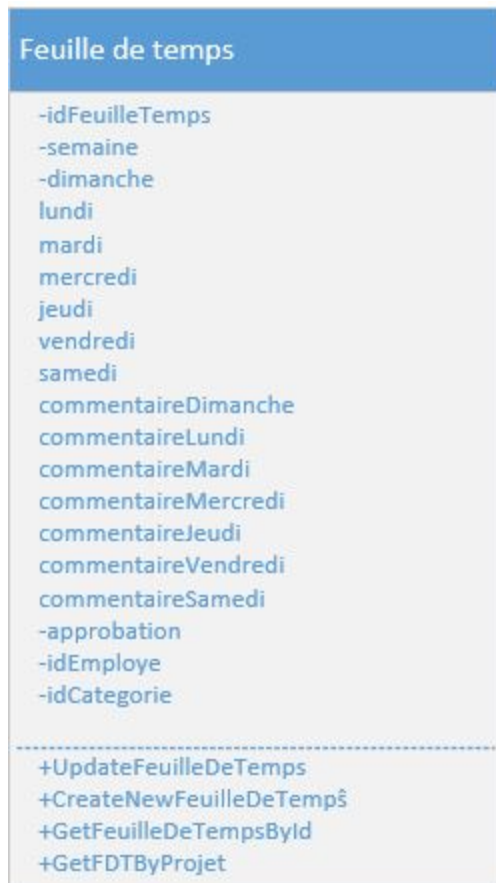 Feuille de temps
-idFeuilleTemps
-semaine
-dimanche
lundi
mardi
mercredi
jeudi
vendredi
samedi
commentaireDimanche
commentaireLundi
commentaireMardi
commentaireMercredi
commentaireJeudi
commentaireVendredi
commentaireSamedi
-approbation
-idEmploye
-idCategorie
+UpdateFeuilleDeTemps
+CreateNewFeuilleDeTempŝ
+GetFeuilleDeTempsById
+GetFDTByProjet